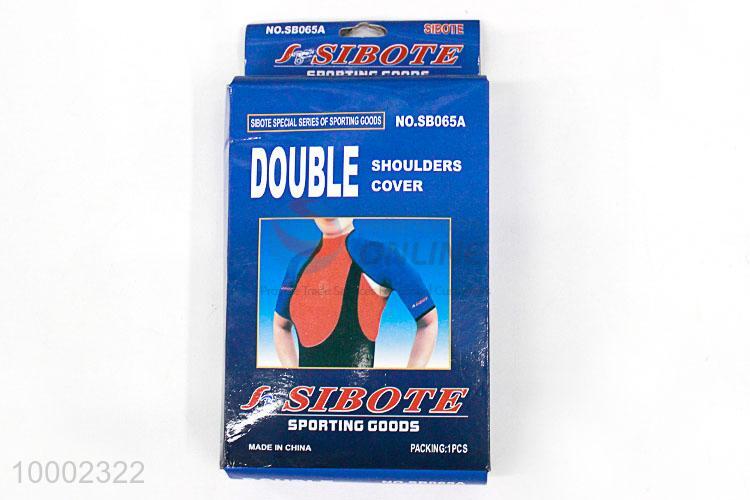 NO.SB065A SIBOTE
SIBOTE
SPORTING GOODS
SIBOTE SPECIAL SERIES OF SPORTING GOODS NO.SB065A
DOUBLE SHOULDERS
COVER
ONLINE
SIBOTE
SPORTING GOODS
MADE IN CHINA PACKING:1PCS
10002322